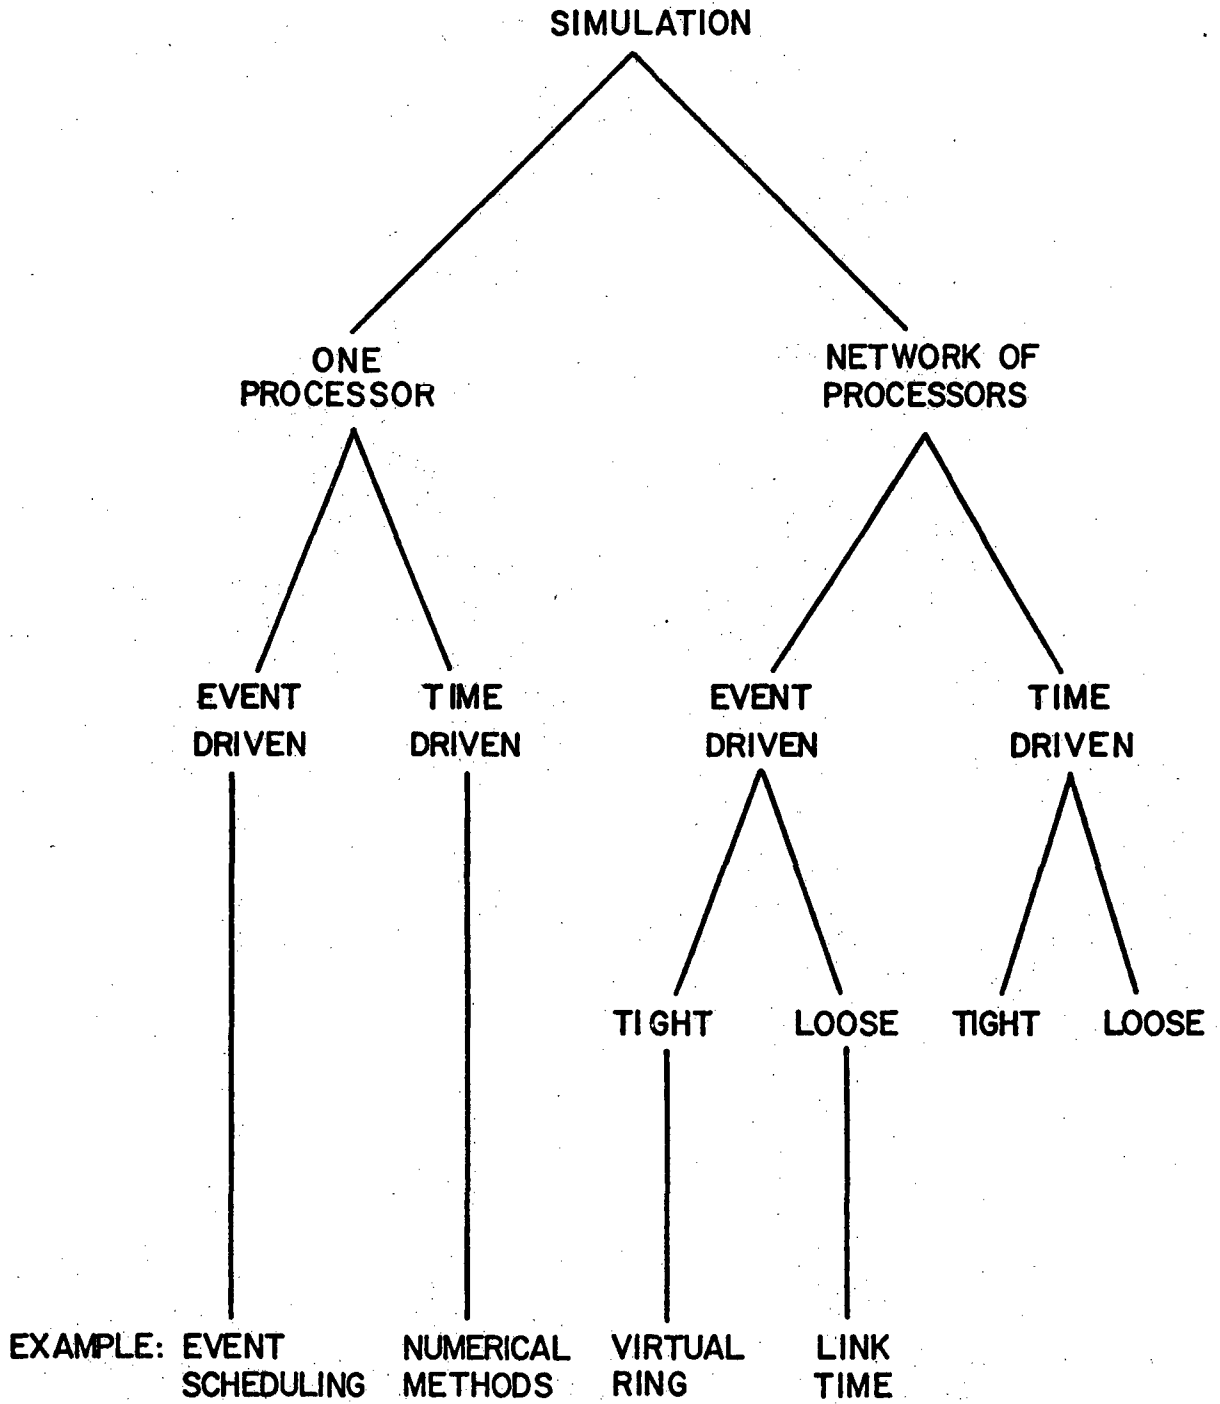 SIMULATION
ONE
PROCESSOR
NETWORK OF
PROCESSORS
EVENT
DRIVEN
TIME
DRIVEN
EVENT
DRIVEN
TIME
DRIVEN
TIGHT
LOOSE
TIGHT
LOOSE
EXAMPLE: EVENT
SCHEDULING
NUMERICAL
METHODS
VIRTUAL
RING
LINK
TIME